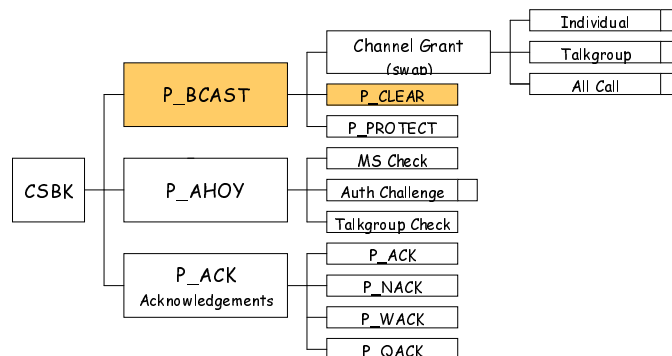 Individual
Channel Grant
(swap)
Talkgroup
All Call
P_BCAST
P_CLEAR
P_PROTECT
CSBK
P_AHOY
MS Check
Auth Challenge
Talkgroup Check
P_ACK
Acknowledgements
P_ACK
P_NACK
P_WACK
P_QACK